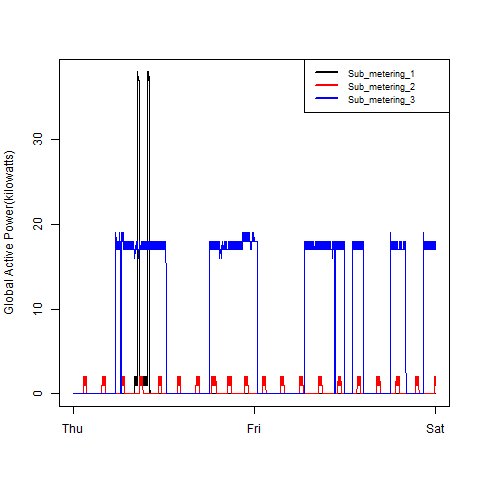 Sub_metering_1
Sub_metering_2
Sub_metering_3
Global Active Power(kilowatts)
30
20
10
0
Thu Fri Sat